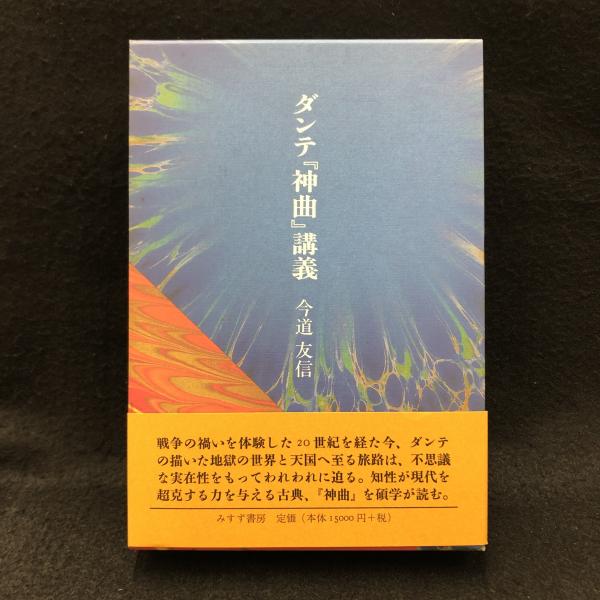 ダンテ『神曲』講義
今道友信
戦争の禍いを体験した20世紀を経た今、ダンテ
の描いた地獄の世界と天国へ至る旅路は、不思議
な実在性をもってわれわれに迫る。知性が現代を
超克する力を与える古典、『神曲』を碩学が読む。
みすず書房　定価（本体15000円＋税）